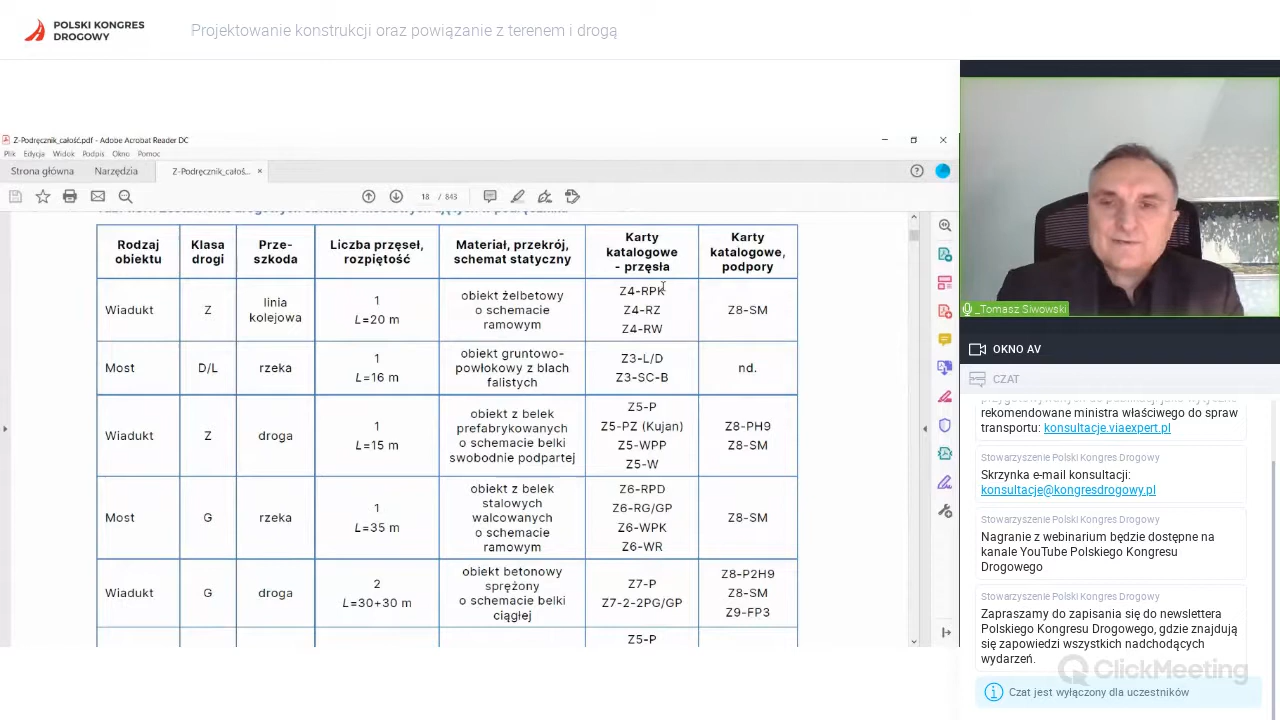 POLSKI KONGRES
DROGOWY
Projektowanie konstrukcji oraz powiązanie z terenem i drogą
Z-Podręcznik_całość.pdf - Adobe Acrobat Reader DC
Plik Edycja Widok Podpis Okno Pomoc
Strona główna Narzędzia Z-Podręcznik_całoś... ×
18 / 843
Rodzaj obiektu
Klasa drogi
Prze-
szkoda
Liczba przęseł,
rozpiętość
Materiał, przekrój,
schemat statyczny
Karty
katalogowe
- przęsła
Karty
katalogowe,
podpory
Wiadukt
Z
linia
kolejowa
1
L=20 m
obiekt żelbetowy
o schemacie
ramowym
Z4-RPK
Z4-RZ
Z4-RW
Z8-SM
Most
D/L
rzeka
1
L=16 m
obiekt gruntowo-
powłokowy z blach
falistych
Z3-L/D
Z3-SC-B
nd.
Wiadukt
Z
droga
1
L=15 m
obiekt z belek
prefabrykowanych
o schemacie belki
swobodnie podpartej
Z5-P
Z5-PZ (Kujan)
Z5-WPP
Z5-W
Z8-PH9
Z8-SM
Most
G
rzeka
1
L=35 m
obiekt z belek
stalowych
walcowanych
o schemacie
ramowym
Z6-RPD
Z6-RG/GP
Z6-WPK
Z6-WR
Z8-SM
Wiadukt
G
droga
2
L=30+30 m
obiekt betonowy
sprężony
o schemacie belki
ciągłej
Z7-P
Z7-2-2PG/GP
Z8-P2H9
Z8-SM
Z9-FP3
Z5-P
_Tomasz Siwowski
OKNO AV
CZAT
rekomendowane ministra właściwego do spraw
transportu: konsultacje.viaexpert.pl
Stowarzyszenie Polski Kongres Drogowy
Skrzynka e-mail konsultacji:
konsultacje@kongresdrogowy.pl
Stowarzyszenie Polski Kongres Drogowy
Nagranie z webinarium będzie dostępne na
kanale YouTube Polskiego Kongresu
Drogowego
Stowarzyszenie Polski Kongres Drogowy
Zapraszamy do zapisania się do newslettera
Polskiego Kongresu Drogowego, gdzie znajdują
się zapowiedzi wszystkich nadchodzących
wydarzeń.
ClickMeeting
Czat jest wyłączony dla uczestników